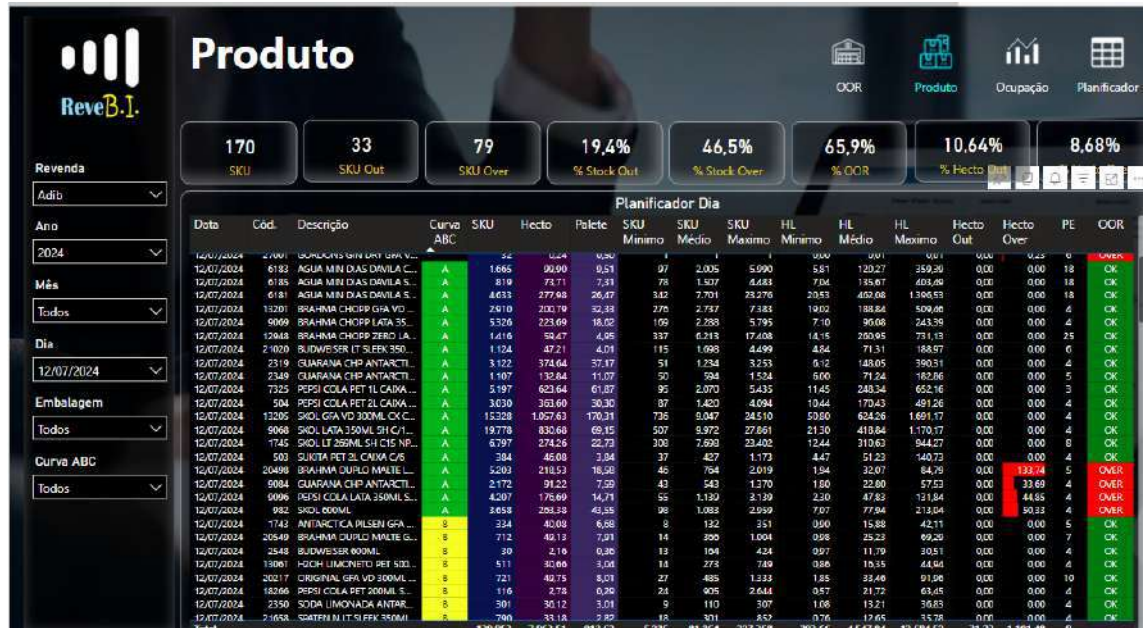 Produto
ReveB.I.
OOR
Produto
Ocupação
Planificador
170
SKU
33
SKU Out
79
SKU Over
19,4%
% Stock Out
46,5%
% Stock Over
65,9%
% OOR
10,64%
% Hecto Out
8,68%
Revenda
Adib
Ano
2024
Mês
Todos
Dia
12/07/2024
Embalagem
Todos
Curva ABC
Todos
Planificador Dia
Data Cód. Descrição Curva ABC SKU Hecto Palete SKU Minimo SKU Médio SKU Maximo HL Minimo HL Médio HL Maximo Hecto Out Hecto Over PE OOR
12/07/2024 6183 AGUA MIN DIAS DAVILA C... A 1.665 99,90 9,51 97 2.005 5.990 5,81 120,27 359,39 0,00 0,00 18 OK
12/07/2024 6185 AGUA MIN DIAS DAVILA S... A 819 73,71 7,31 78 1.507 4.483 7,04 135,67 403,49 0,00 0,00 18 OK
12/07/2024 6181 AGUA MIN DIAS DAVILA S... A 4.633 277,98 26,47 342 7.701 23.276 20,53 462,08 1.396,53 0,00 0,00 18 OK
12/07/2024 13201 BRAHMA CHOPP GFA VD ... A 2.910 200,79 32,33 276 2.737 7.383 19,02 188,84 509,46 0,00 0,00 4 OK
12/07/2024 9069 BRAHMA CHOPP LATA 35... A 5.326 223,69 18,62 169 2.288 5.795 7,10 96,08 243,39 0,00 0,00 4 OK
12/07/2024 12948 BRAHMA CHOPP ZERO LA... A 1.416 59,47 4,95 337 6.213 17.408 14,15 260,95 731,13 0,00 0,00 25 OK
12/07/2024 21020 BUDWEISER LT SLEEK 350... A 1.124 47,21 4,01 115 1.698 4.499 4,84 71,31 188,97 0,00 0,00 6 OK
12/07/2024 2319 GUARANA CHP ANTARCTI... A 3.122 374,64 37,17 51 1.234 3.253 6,12 148,05 390,31 0,00 0,00 4 OK
12/07/2024 2349 GUARANA CHP ANTARCTI... A 1.107 132,84 11,07 50 594 1.524 6,00 71,24 182,86 0,00 0,00 5 OK
12/07/2024 7325 PEPSI COLA PET 1L CAIXA ... A 5.197 623,64 61,87 95 2.070 5.435 11,45 248,34 652,16 0,00 0,00 5 OK
12/07/2024 504 PEPSI COLA PET 2L CAIXA ... A 3.030 363,60 30,30 87 1.420 4.094 10,44 170,43 491,26 0,00 0,00 4 OK
12/07/2024 13205 SKOL GFA VD 300ML CX C... A 15.328 1.057,63 170,31 736 9.047 24.510 50,80 624,26 1.691,17 0,00 0,00 4 OK
12/07/2024 9068 SKOL LATA 350ML SH C/1... A 19.778 830,68 69,15 507 9.972 27.861 21,30 418,84 1.170,17 0,00 0,00 4 OK
12/07/2024 1745 SKOL LT 269ML SH C15 NP... A 6.797 274,26 22,73 308 7.698 23.402 12,44 310,63 944,27 0,00 0,00 8 OK
12/07/2024 503 SUKITA PET 2L CAIXA C/6 A 384 46,08 3,84 37 427 1.173 4,47 51,23 140,73 0,00 0,00 4 OK
12/07/2024 20498 BRAHMA DUPLO MALTE L... A 5.203 218,53 18,58 46 764 2.019 1,94 32,07 84,79 0,00 133,74 5 OVER
12/07/2024 9084 GUARANA CHP ANTARCTI... A 2.172 91,22 7,59 43 543 1.370 1,80 22,80 57,53 0,00 33,69 4 OVER
12/07/2024 9096 PEPSI COLA LATA 350ML S... A 4.207 176,69 14,71 55 1.139 3.139 2,30 47,83 131,84 0,00 44,85 4 OVER
12/07/2024 982 SKOL 600ML A 3.658 263,38 43,55 98 1.083 2.959 7,07 77,94 213,04 0,00 50,33 4 OVER
12/07/2024 1743 ANTARCTICA PILSEN GFA ... B 334 40,08 6,68 8 132 351 0,90 15,88 42,11 0,00 0,00 5 OK
12/07/2024 20549 BRAHMA DUPLO MALTE G... B 712 49,13 7,91 14 366 1.004 0,98 25,23 69,29 0,00 0,00 7 OK
12/07/2024 2548 BUDWEISER 600ML B 30 2,16 0,36 13 164 424 0,97 11,79 30,51 0,00 0,00 4 OK
12/07/2024 13061 H2OH LIMONETO PET 500... B 511 30,66 3,04 14 273 749 0,86 16,35 44,94 0,00 0,00 4 OK
12/07/2024 20217 ORIGINAL GFA VD 300ML ... B 721 49,75 8,01 27 485 1.333 1,85 33,46 91,96 0,00 0,00 10 OK
12/07/2024 18266 PEPSI COLA PET 200ML S... B 116 2,78 0,29 24 905 2.644 0,57 21,72 63,45 0,00 0,00 4 OK
12/07/2024 2350 SODA LIMONADA ANTAR... B 301 36,12 3,01 9 110 307 1,08 13,21 36,83 0,00 0,00 4 OK
12/07/2024 21658 SPATEN N LT SLEEK 350ML B 790 33,18 2,82 18 301 852 0,76 12,65 35,78 0,00 0,00 4 OK